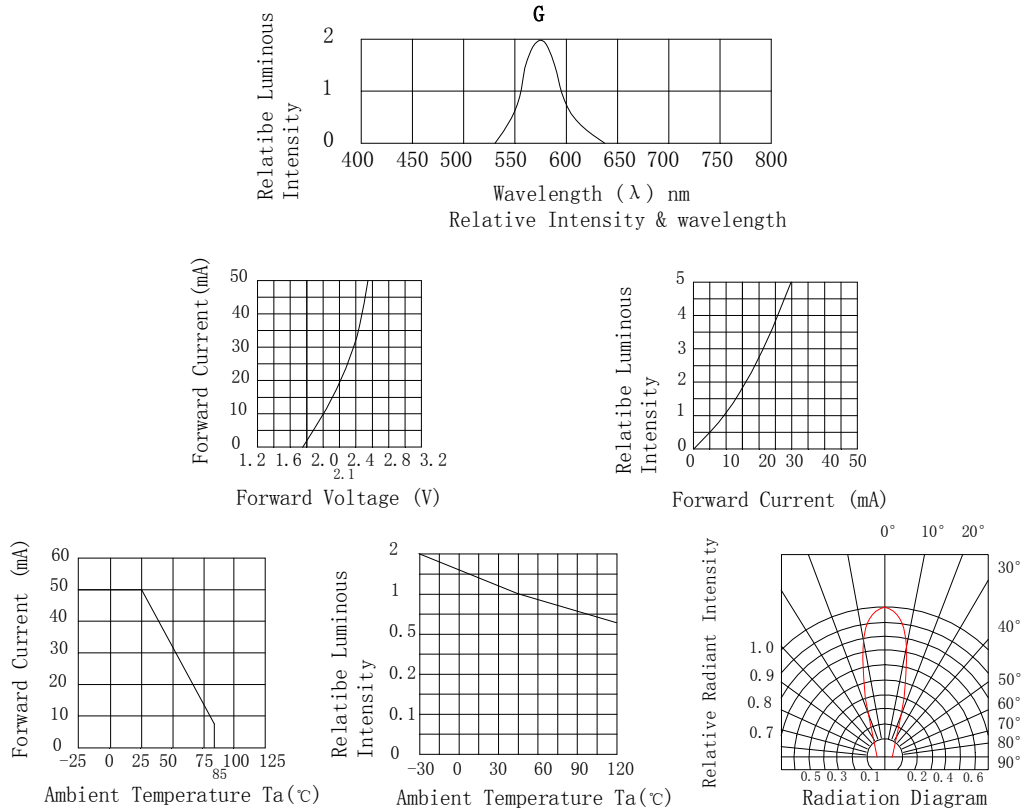 G
Relatibe Luminous
Intensity
2
1
0
400 450 500 550 600 650 700 750 800
Wavelength (λ) nm
Relative Intensity & wavelength
Forward Current(mA)
50
40
30
20
10
0
1.2 1.6 2.0 2.4 2.8 3.2
2.1
Forward Voltage (V)
Relatibe Luminous
Intensity
5
4
3
2
1
0
0 10 20 30 40 50
Forward Current (mA)
Forward Current (mA)
60
50
40
30
20
10
0
-25 0 25 50 75 100 125
85
Ambient Temperature Ta(℃)
Relatibe Luminous
Intensity
2
1
0.5
0.2
0.1
0
-30 0 30 60 90 120
Ambient Temperature Ta(℃)
Relative Radiant Intensity
0° 10° 20°
30°
40°
50°
60°
70°
80°
90°
1.0
0.9
0.8
0.7
0.5 0.3 0.1 0.2 0.4 0.6
Radiation Diagram